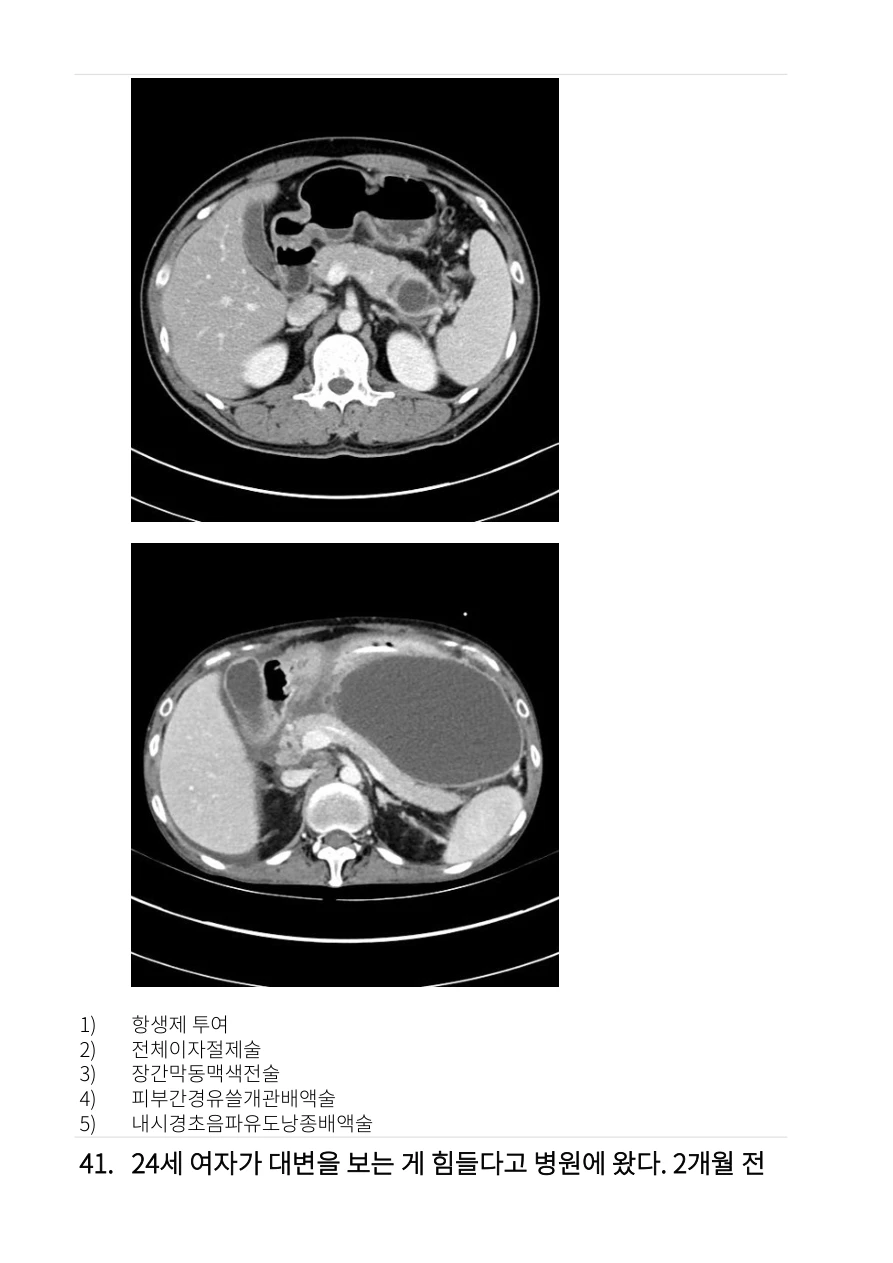 1) 항생제 투여
2) 전체이자절제술
3) 장간막동맥색전술
4) 피부간경유쓸개관배액술
5) 내시경초음파유도낭종배액술
41. 24세 여자가 대변을 보는 게 힘들다고 병원에 왔다. 2개월 전